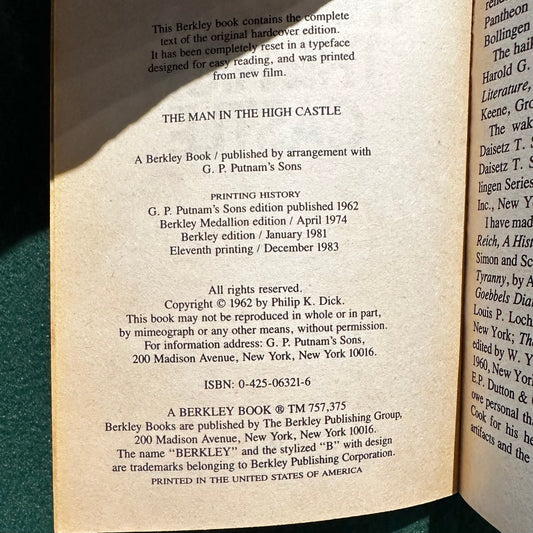 This Berkley book contains the complete
text of the original hardcover edition.
It has been completely reset in a typeface
designed for easy reading, and was printed
from new film.
THE MAN IN THE HIGH CASTLE
A Berkley Book / published by arrangement with
G. P. Putnam's Sons
PRINTING HISTORY
G. P. Putnam's Sons edition published 1962
Berkley Medallion edition / April 1974
Berkley edition / January 1981
Eleventh printing / December 1983
All rights reserved.
Copyright © 1962 by Philip K. Dick.
This book may not be reproduced in whole or in part,
by mimeograph or any other means, without permission.
For information address: G. P. Putnam's Sons,
200 Madison Avenue, New York, New York 10016.
ISBN: 0-425-06321-6
A BERKLEY BOOK ® TM 757,375
Berkley Books are published by The Berkley Publishing Group,
200 Madison Avenue, New York, New York 10016.
The name "BERKLEY" and the stylized "B" with design
are trademarks belonging to Berkley Publishing Corporation.
PRINTED IN THE UNITED STATES OF AMERICA
Pantheon
Bollingen
The haik
Harold G.
Literature,
Keene, Gro
The wak
Daisetz T. S
Daisetz T. S
lingen Series
Inc., New Yo
I have made
Reich, A Histo
Simon and Sc
Tyranny, by A
Goebbels Dia
Louis P. Loch
New York; Th
edited by W. Y
1960, New York
E.P. Dutton &
owe personal tha
Cook for his he
artifacts and the